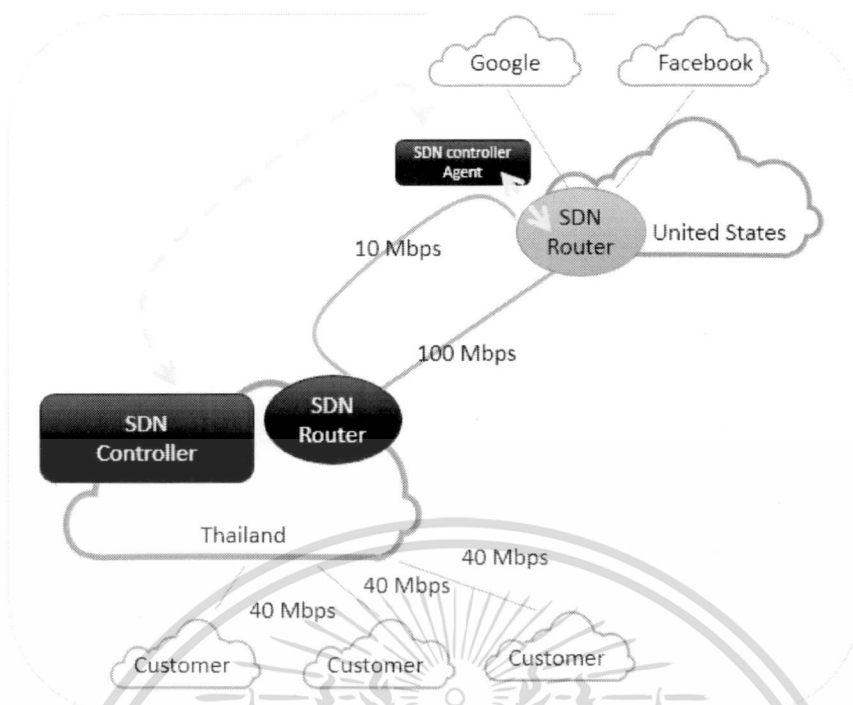 Google
Facebook
SDN controller
Agent
SDN
Router
United States
10 Mbps
100 Mbps
SDN
Controller
SDN
Router
Thailand
40 Mbps
40 Mbps
40 Mbps
Customer
Customer
Customer